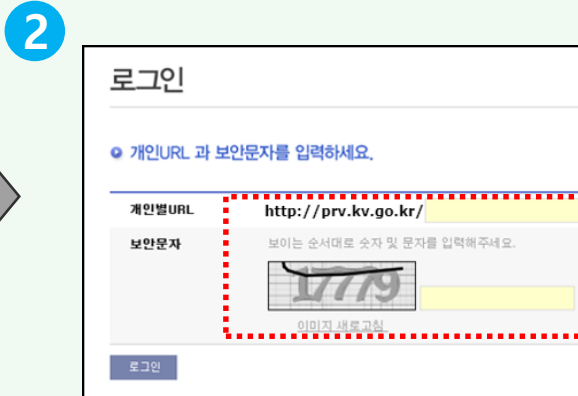 2
로그인
개인URL 과 보안문자를 입력하세요.
개인별URL http://prv.kv.go.kr/
보안문자 보이는 순서대로 숫자 및 문자를 입력해주세요.
17779
이미지 새로고침
로그인